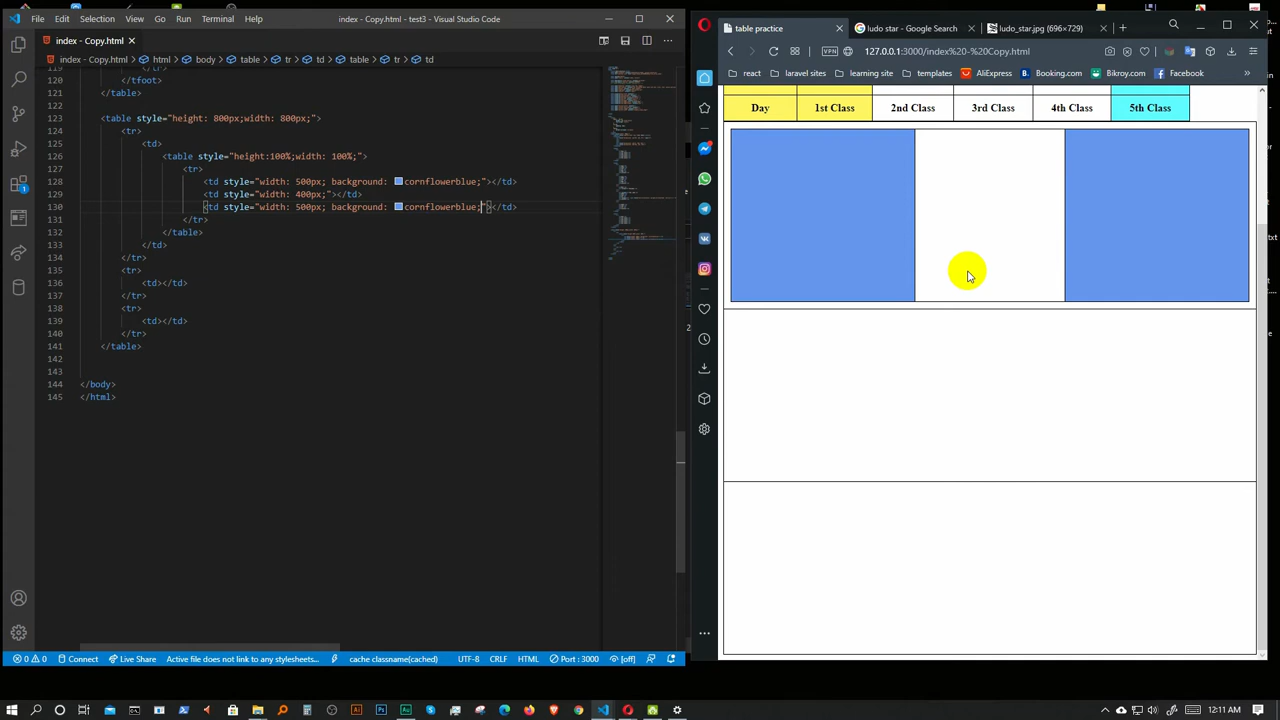 File Edit Selection View Go Run Terminal Help index - Copy.html - test3 - Visual Studio Code
index - Copy.html
index - Copy.html > html > body > table > tr > td > table > tr > td
120 </tfoot>
121 </table>
122
123 <table style="height: 800px;width: 800px;">
124 <tr>
125 <td>
126 <table style="height:100%;width: 100%;">
127 <tr>
128 <td style="width: 500px; background: cornflowerblue;"></td>
129 <td style="width: 400px;"></td>
130 <td style="width: 500px; background: cornflowerblue;"></td>
131 </tr>
132 </table>
133 </td>
134 </tr>
135 <tr>
136 <td></td>
137 </tr>
138 <tr>
139 <td></td>
140 </tr>
141 </table>
142
143
144 </body>
145 </html>
0 0 Connect Live Share Active file does not link to any stylesheets... cache classname(cached) UTF-8 CRLF HTML Port : 3000 [off]
table practice ludo star - Google Search ludo_star.jpg (696×729)
VPN 127.0.0.1:3000/index%20-%20Copy.html
react laravel sites learning site templates AliExpress Booking.com Bikroy.com Facebook
Day 1st Class 2nd Class 3rd Class 4th Class 5th Class
12:11 AM